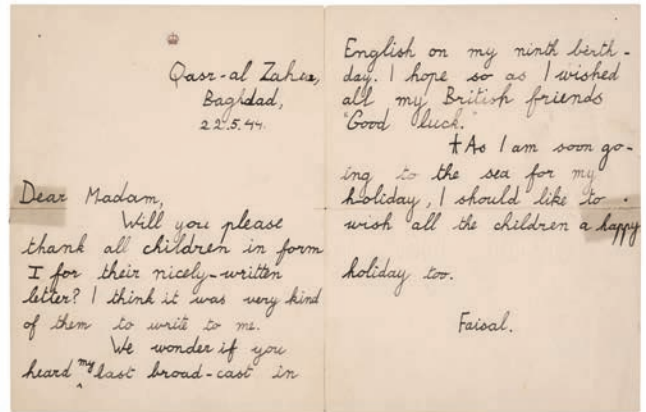 Qasr-al Zahur,
Baghdad,
22.5.44.
Dear Madam,
Will you please
thank all children in form
I for their nicely-written
letter? I think it was very kind
of them to write to me.
We wonder if you
heard my last broad-cast in
English on my ninth birth-
day. I hope so as I wished
all my British friends
"Good luck."
† As I am soon go-
ing to the sea for my
holiday, I should like to
wish all the children a happy
holiday too.
Faisal.